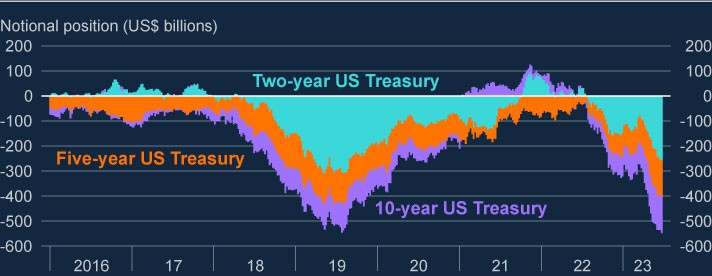 Notional position (US$ billions)
200 200
100 Two-year US Treasury 100
0 0
-100 -100
-200 -200
Five-year US Treasury
-300 -300
-400 10-year US Treasury -400
-500 -500
-600 -600
2016 17 18 19 20 21 22 23